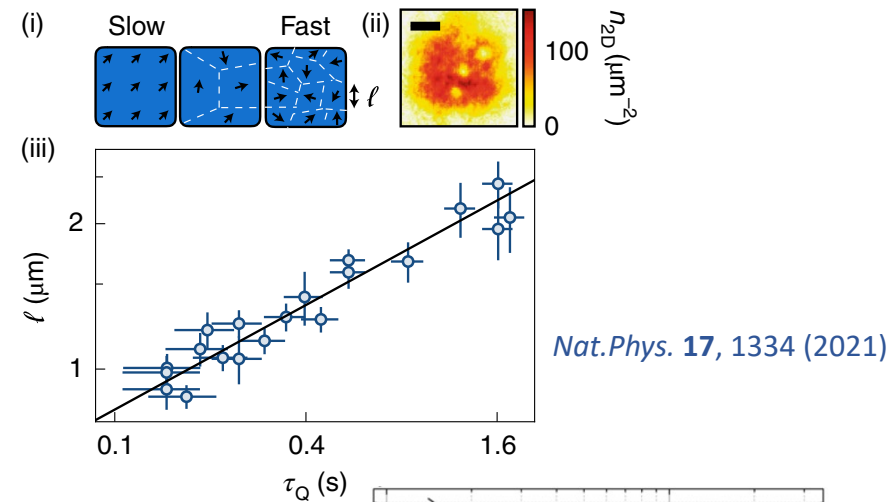 (i)
Slow
Fast
ℓ
(ii)
n2D (μm−2)
100
0
(iii)
ℓ (μm)
2
1
0.1
0.4
1.6
τQ (s)
Nat.Phys. 17, 1334 (2021)